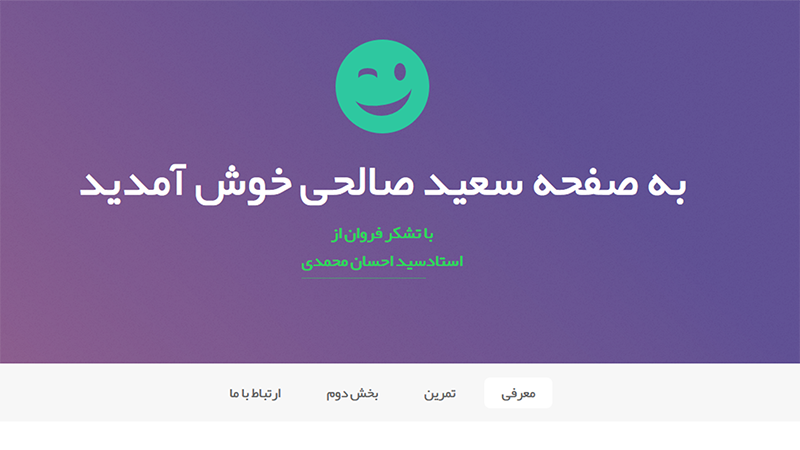 به صفحه سعید صالحی خوش آمدید
با تشکر فروان از
استادسید احسان محمدی
معرفی
تمرین
بخش دوم
ارتباط با ما